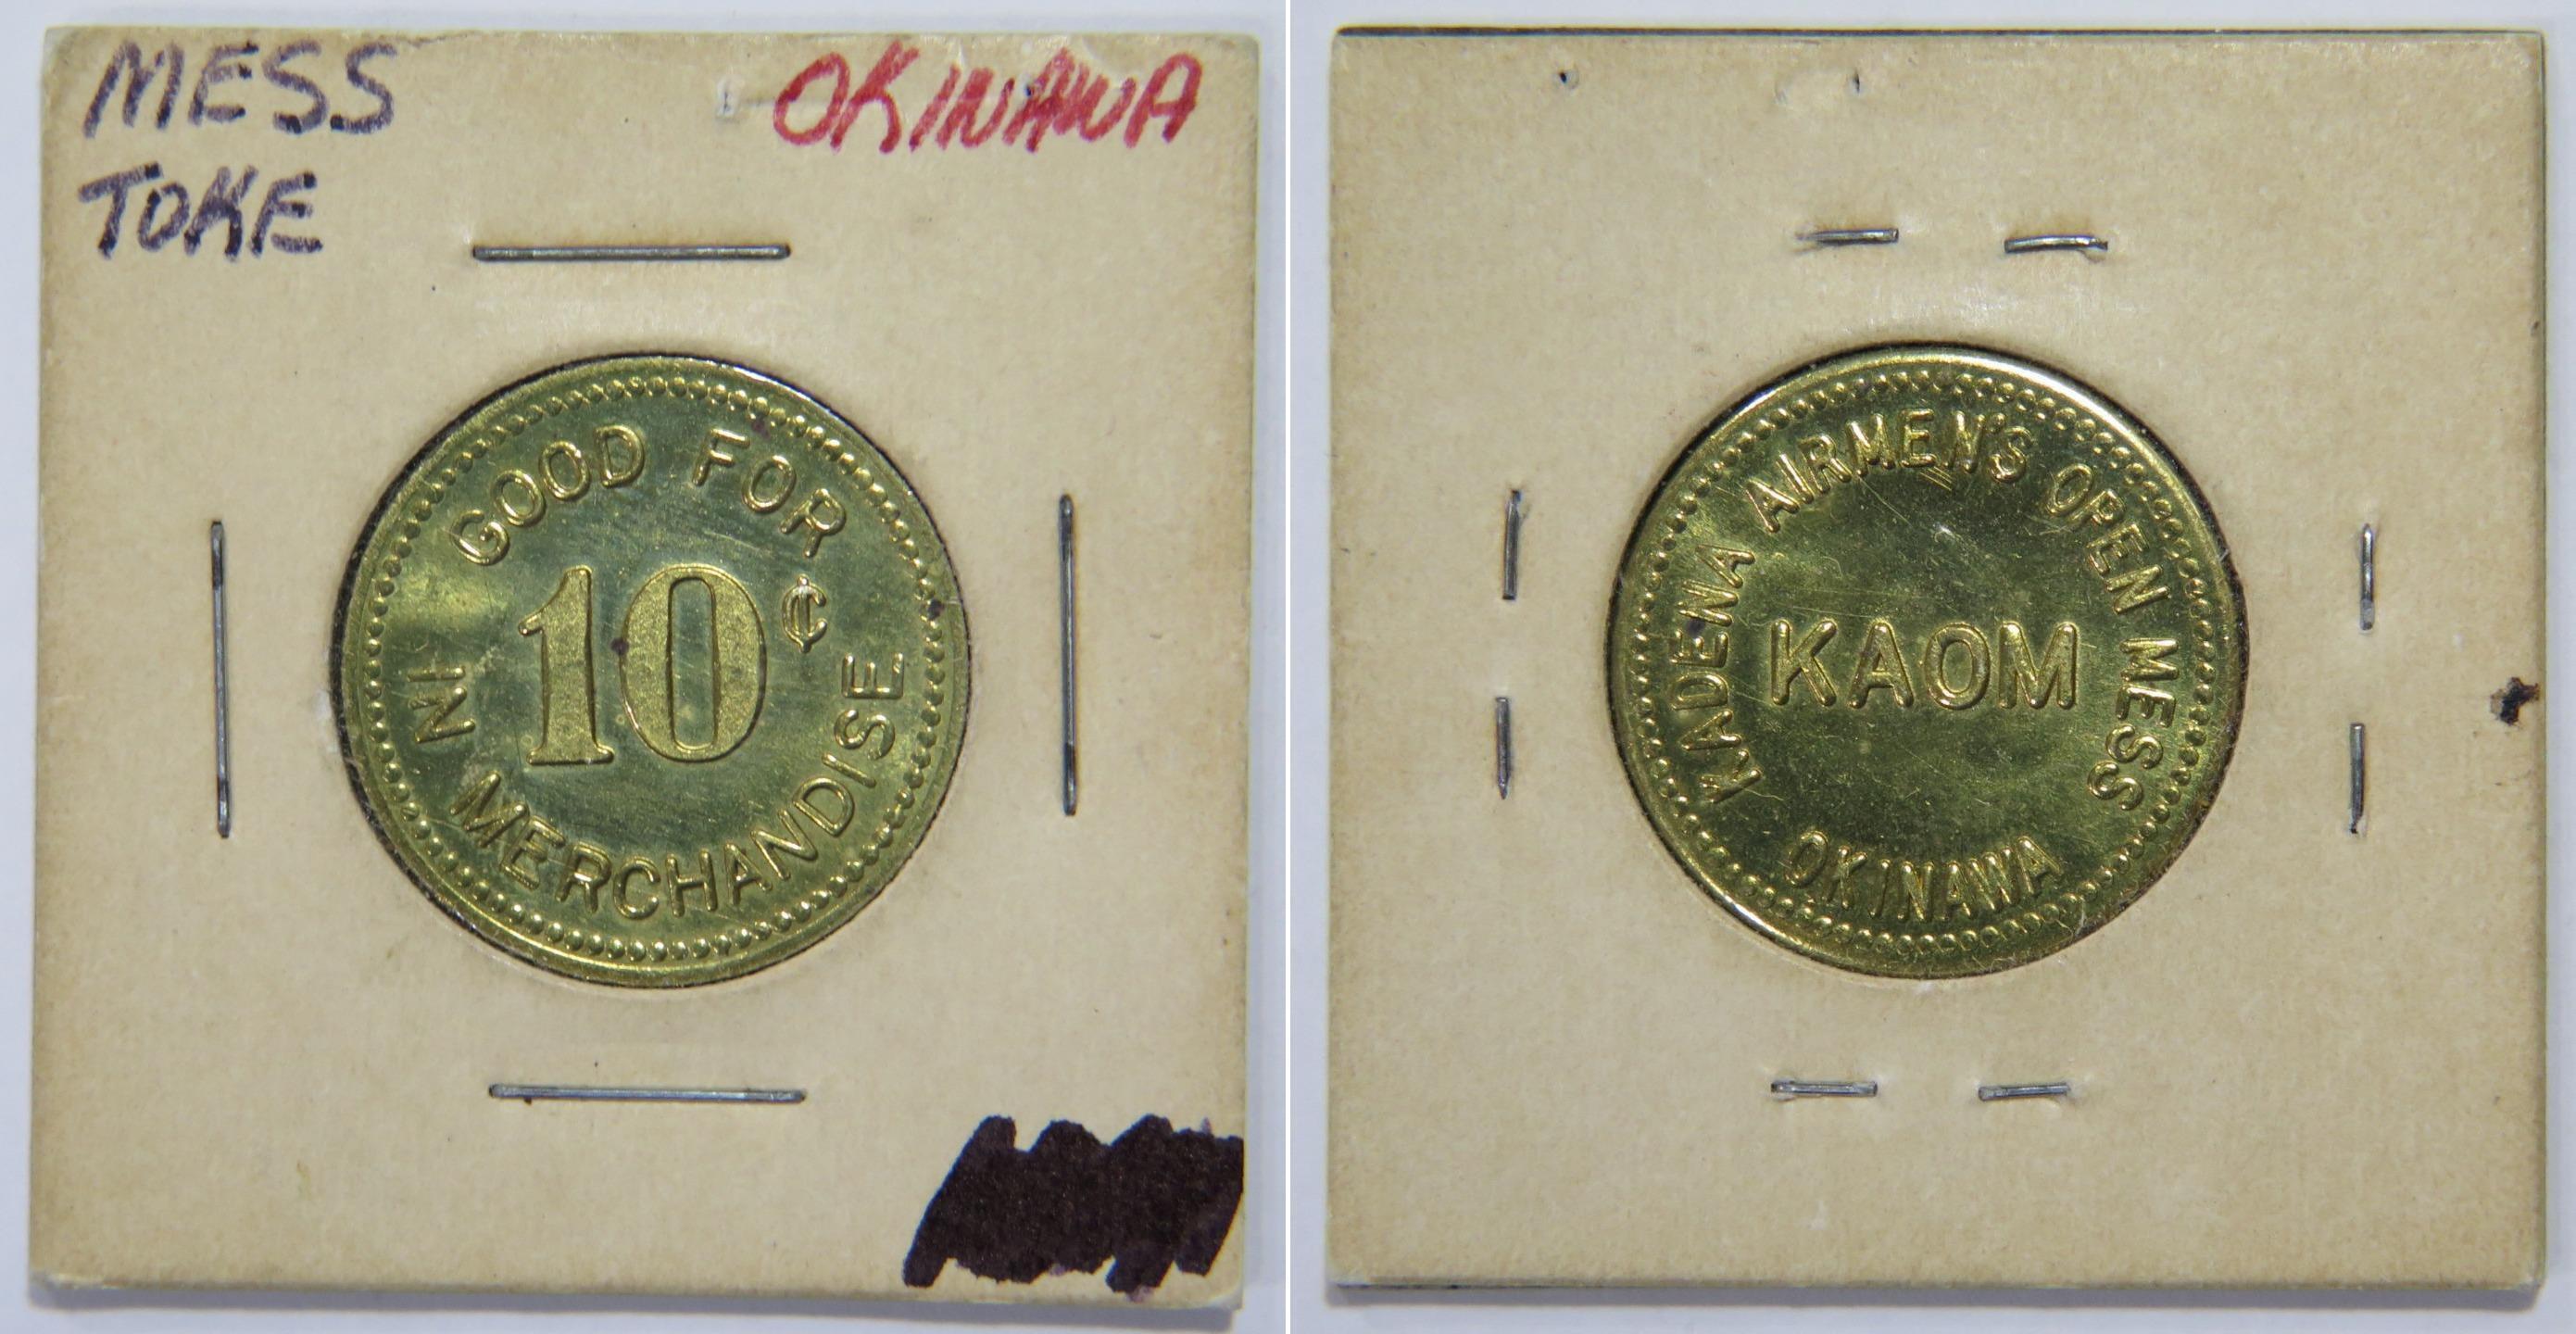 MESS
TOKE
OKINAWA
GOOD FOR
10¢
IN MERCHANDISE
KADENA AIRMEN'S OPEN MESS
KAOM
OKINAWA